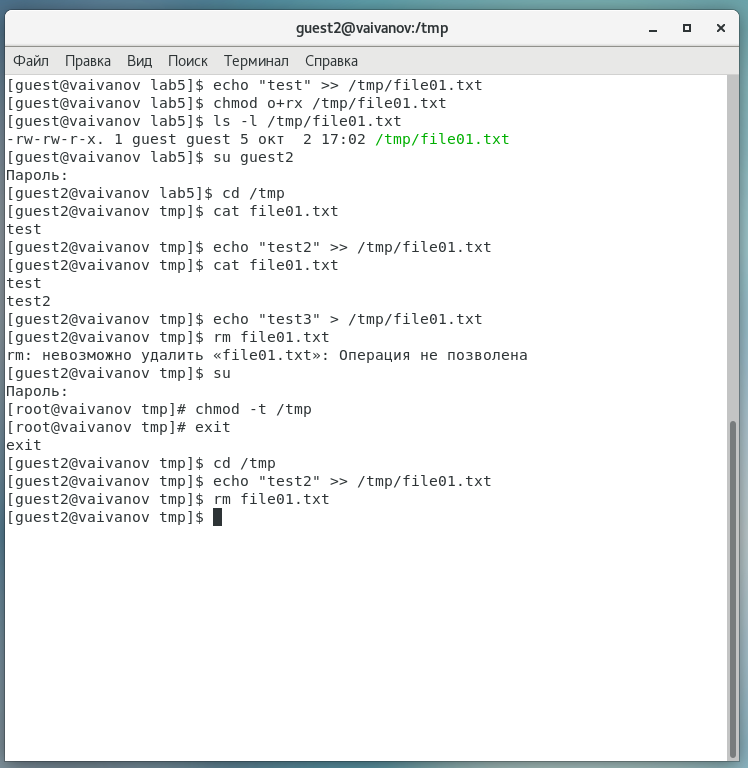 guest2@vaivanov:/tmp
Файл Правка Вид Поиск Терминал Справка
[guest@vaivanov lab5]$ echo "test" >> /tmp/file01.txt
[guest@vaivanov lab5]$ chmod o+rx /tmp/file01.txt
[guest@vaivanov lab5]$ ls -l /tmp/file01.txt
-rw-rw-r-x. 1 guest guest 5 окт  2 17:02 /tmp/file01.txt
[guest@vaivanov lab5]$ su guest2
Пароль:
[guest2@vaivanov lab5]$ cd /tmp
[guest2@vaivanov tmp]$ cat file01.txt
test
[guest2@vaivanov tmp]$ echo "test2" >> /tmp/file01.txt
[guest2@vaivanov tmp]$ cat file01.txt
test
test2
[guest2@vaivanov tmp]$ echo "test3" > /tmp/file01.txt
[guest2@vaivanov tmp]$ rm file01.txt
rm: невозможно удалить «file01.txt»: Операция не позволена
[guest2@vaivanov tmp]$ su
Пароль:
[root@vaivanov tmp]# chmod -t /tmp
[root@vaivanov tmp]# exit
exit
[guest2@vaivanov tmp]$ cd /tmp
[guest2@vaivanov tmp]$ echo "test2" >> /tmp/file01.txt
[guest2@vaivanov tmp]$ rm file01.txt
[guest2@vaivanov tmp]$